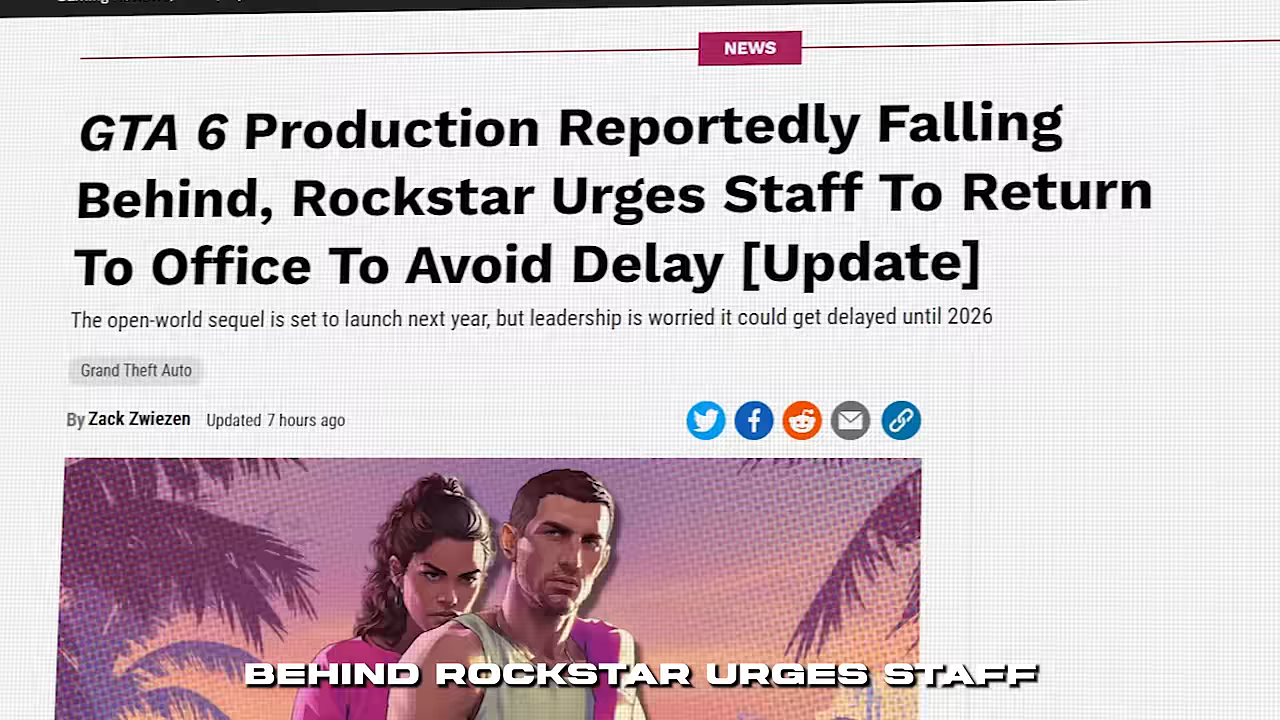 NEWS
GTA 6 Production Reportedly Falling
Behind, Rockstar Urges Staff To Return
To Office To Avoid Delay [Update]
The open-world sequel is set to launch next year, but leadership is worried it could get delayed until 2026
Grand Theft Auto
By Zack Zwiezen Updated 7 hours ago
BEHIND ROCKSTAR URGES STAFF